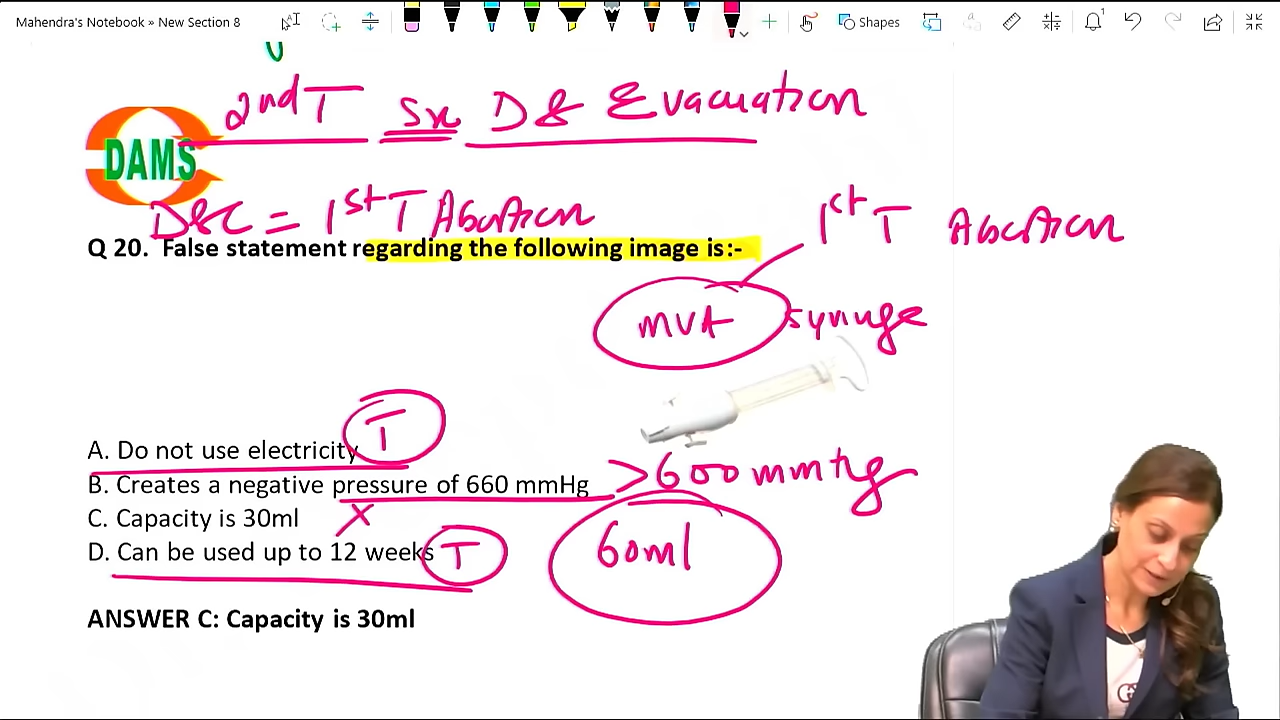 Mahendra's Notebook » New Section 8
Shapes
2nd T Sx D& Evacuation
DAMS
D&C = 1st T Abortion
1st T Abortion
Q 20. False statement regarding the following image is:-
MVA syringe
T
A. Do not use electricity
B. Creates a negative pressure of 660 mmHg >600 mmHg
C. Capacity is 30ml X 60ml
D. Can be used up to 12 weeks T
ANSWER C: Capacity is 30ml